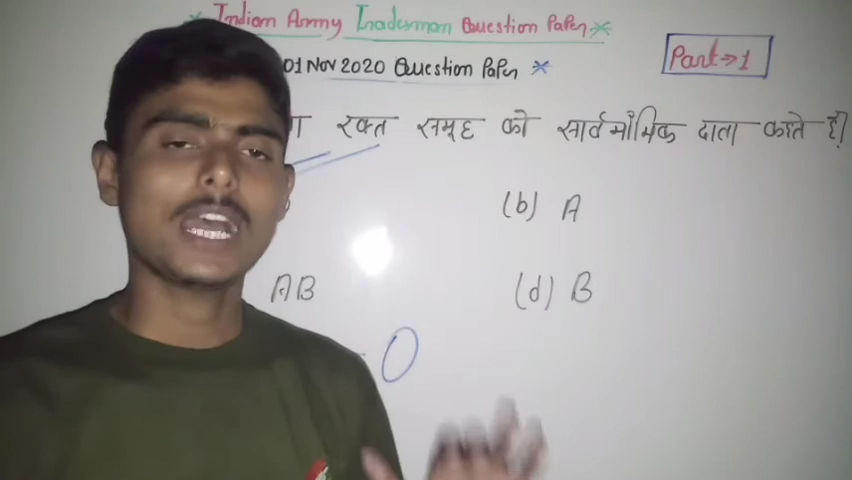 Indian Army Tradesman Question Paper
01 Nov 2020 Question Paper
Part→1
रक्त समूह को सार्वभौमिक दाता कहते है?
(b) A
AB
(d) B
O